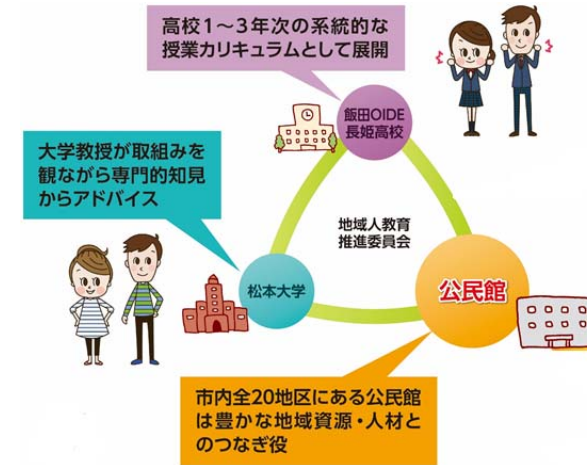 高校1～3年次の系統的な
授業カリキュラムとして展開
飯田OIDE
長姫高校
大学教授が取組みを
観ながら専門的知見
からアドバイス
地域人教育
推進委員会
松本大学
公民館
市内全20地区にある公民館
は豊かな地域資源・人材と
のつなぎ役